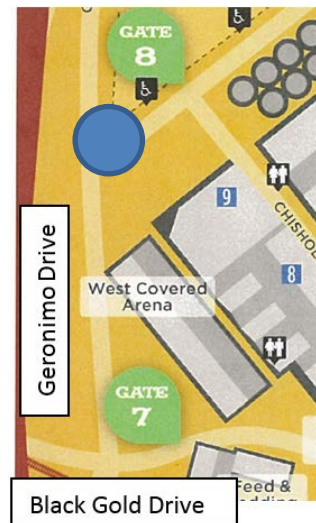 GATE
8
9
CHISHOL
8
West Covered
Arena
Geronimo Drive
GATE
7
Feed &
Black Gold Drive